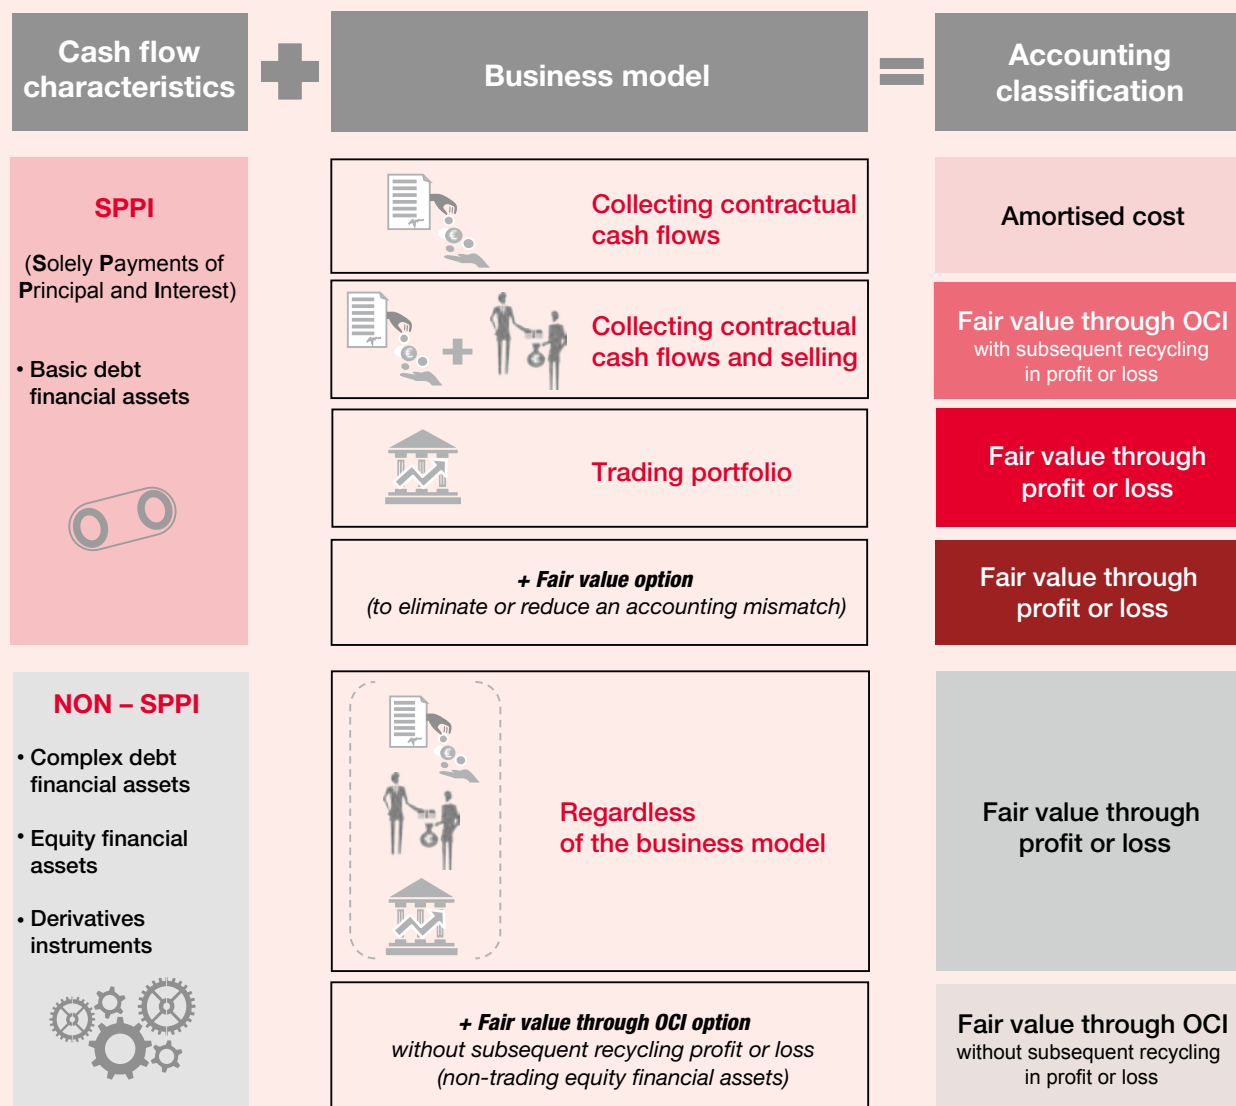 Cash flow
characteristics
Business model
Accounting
classification
SPPI
(Solely Payments of
Principal and Interest)
• Basic debt
financial assets
Collecting contractual
cash flows
Amortised cost
Collecting contractual
cash flows and selling
Fair value through OCI
with subsequent recycling
in profit or loss
Trading portfolio
Fair value through
profit or loss
+ Fair value option
(to eliminate or reduce an accounting mismatch)
Fair value through
profit or loss
NON – SPPI
• Complex debt
financial assets
• Equity financial
assets
• Derivatives
instruments
Regardless
of the business model
Fair value through
profit or loss
+ Fair value through OCI option
without subsequent recycling profit or loss
(non-trading equity financial assets)
Fair value through OCI
without subsequent recycling
in profit or loss